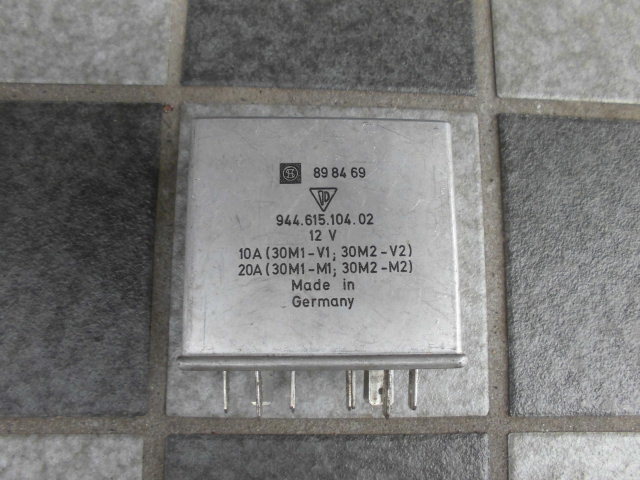 89 84 69
944.615.104.02
12 V
10A (30M1-V1; 30M2-V2)
20A (30M1-M1; 30M2-M2)
Made in
Germany